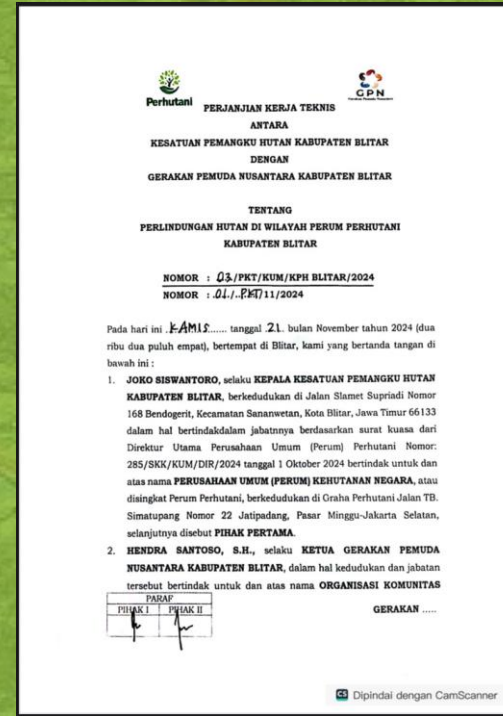 Perhutani
GPN
PERJANJIAN KERJA TEKNIS
ANTARA
KESATUAN PEMANGKU HUTAN KABUPATEN BLITAR
DENGAN
GERAKAN PEMUDA NUSANTARA KABUPATEN BLITAR
TENTANG
PERLINDUNGAN HUTAN DI WILAYAH PERUM PERHUTANI
KABUPATEN BLITAR
NOMOR : 03/PKT/KUM/KPH BLITAR/2024
NOMOR : .01./..PKT/11/2024
Pada hari ini .KAMIS...... tanggal .21.. bulan November tahun 2024 (dua
ribu dua puluh empat), bertempat di Blitar, kami yang bertanda tangan di
bawah ini :
1. JOKO SISWANTORO, selaku KEPALA KESATUAN PEMANGKU HUTAN
KABUPATEN BLITAR, berkedudukan di Jalan Slamet Supriadi Nomor
168 Bendogerit, Kecamatan Sananwetan, Kota Blitar, Jawa Timur 66133
dalam hal bertindakdalam jabatnnya berdasarkan surat kuasa dari
Direktur Utama Perusahaan Umum (Perum) Perhutani Nomor:
285/SKK/KUM/DIR/2024 tanggal 1 Oktober 2024 bertindak untuk dan
atas nama PERUSAHAAN UMUM (PERUM) KEHUTANAN NEGARA, atau
disingkat Perum Perhutani, berkedudukan di Graha Perhutani Jalan TB.
Simatupang Nomor 22 Jatipadang, Pasar Minggu-Jakarta Selatan,
selanjutnya disebut PIHAK PERTAMA.
2. HENDRA SANTOSO, S.H., selaku KETUA GERAKAN PEMUDA
NUSANTARA KABUPATEN BLITAR, dalam hal kedudukan dan jabatan
tersebut bertindak untuk dan atas nama ORGANISASI KOMUNITAS
PARAF
PIHAK I PIHAK II
GERAKAN .....
CS Dipindai dengan CamScanner